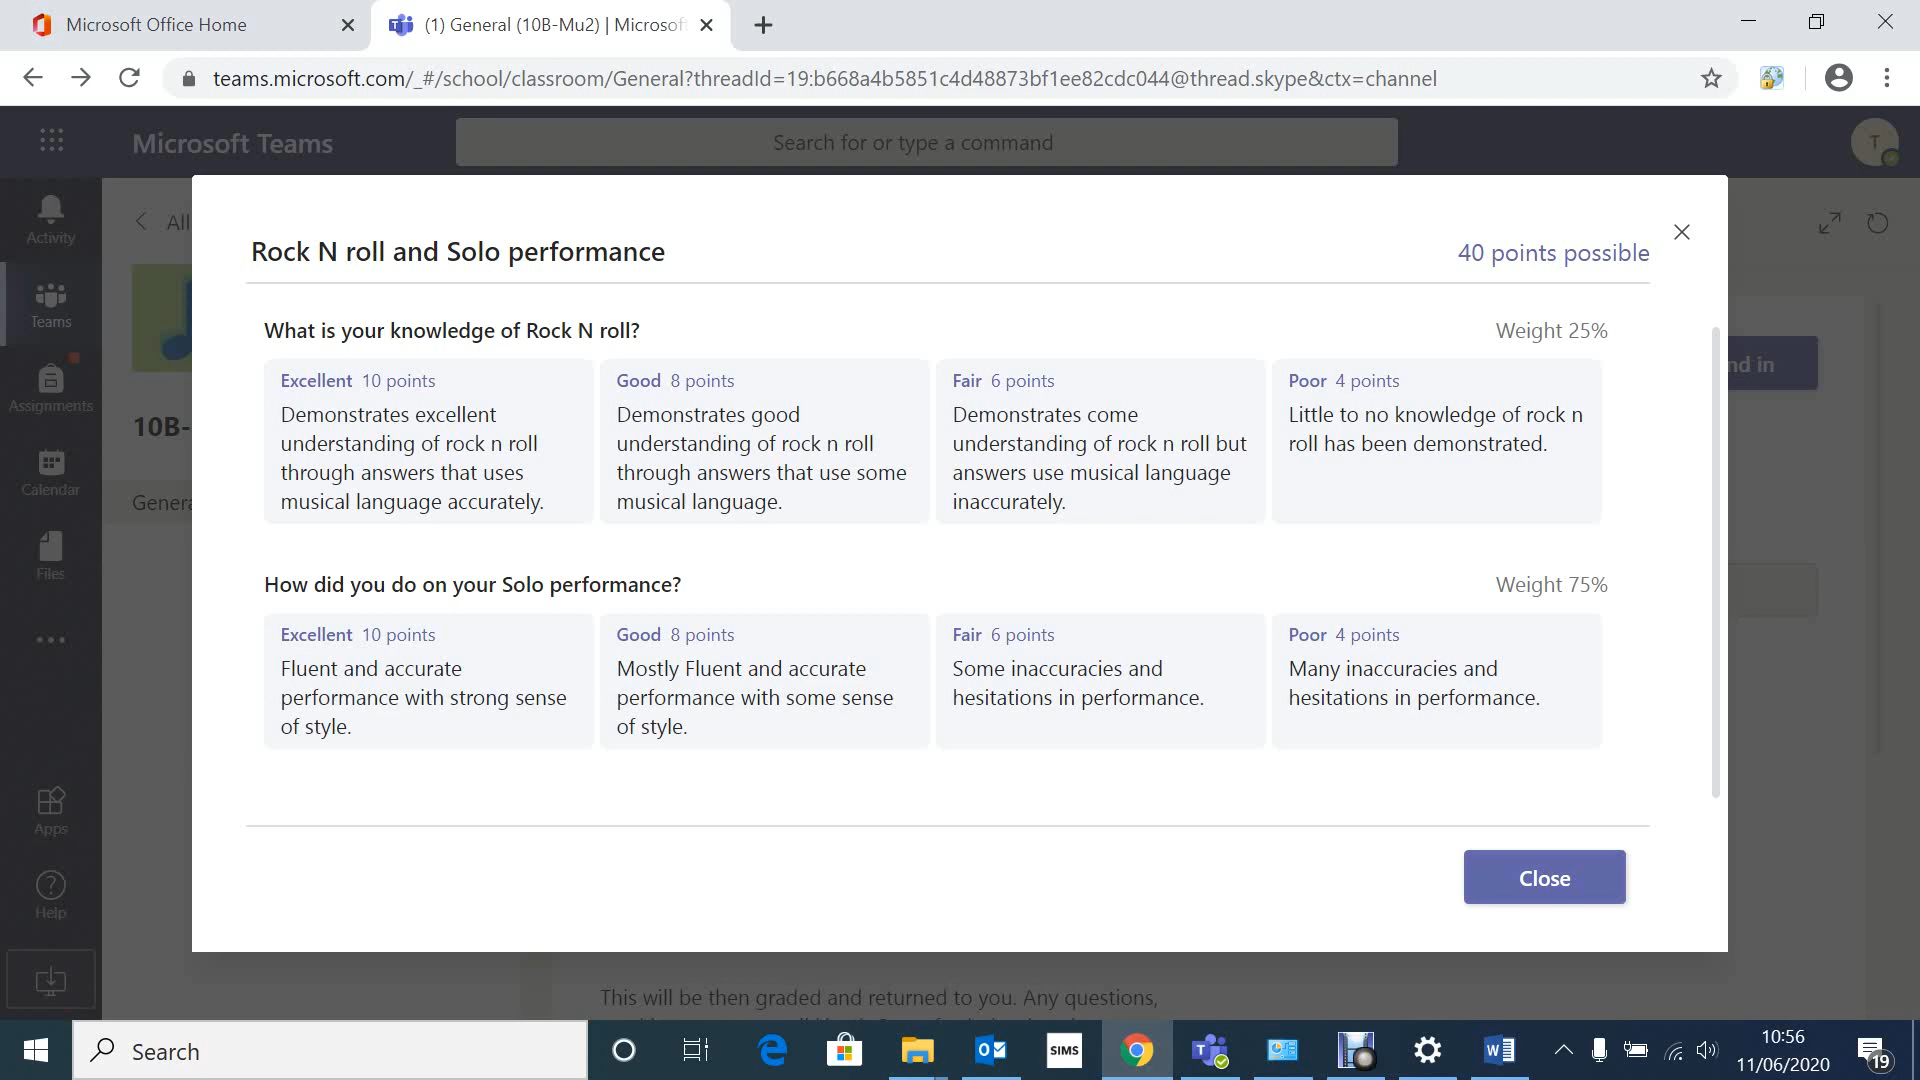 Microsoft Office Home
(1) General (10B-Mu2) | Microsof
teams.microsoft.com/_#/school/classroom/General?threadId=19:b668a4b5851c4d48873bf1ee82cdc044@thread.skype&ctx=channel
Microsoft Teams
Search for or type a command
T
Activity
Teams
Assignments
Calendar
Files
Apps
Help
All
10B-
Genera
nd in
Rock N roll and Solo performance
40 points possible
What is your knowledge of Rock N roll?
Weight 25%
Excellent 10 points
Demonstrates excellent
understanding of rock n roll
through answers that uses
musical language accurately.
Good 8 points
Demonstrates good
understanding of rock n roll
through answers that use some
musical language.
Fair 6 points
Demonstrates come
understanding of rock n roll but
answers use musical language
inaccurately.
Poor 4 points
Little to no knowledge of rock n
roll has been demonstrated.
How did you do on your Solo performance?
Weight 75%
Excellent 10 points
Fluent and accurate
performance with strong sense
of style.
Good 8 points
Mostly Fluent and accurate
performance with some sense
of style.
Fair 6 points
Some inaccuracies and
hesitations in performance.
Poor 4 points
Many inaccuracies and
hesitations in performance.
Close
This will be then graded and returned to you. Any questions,
Search
SIMS
10:56
11/06/2020
19